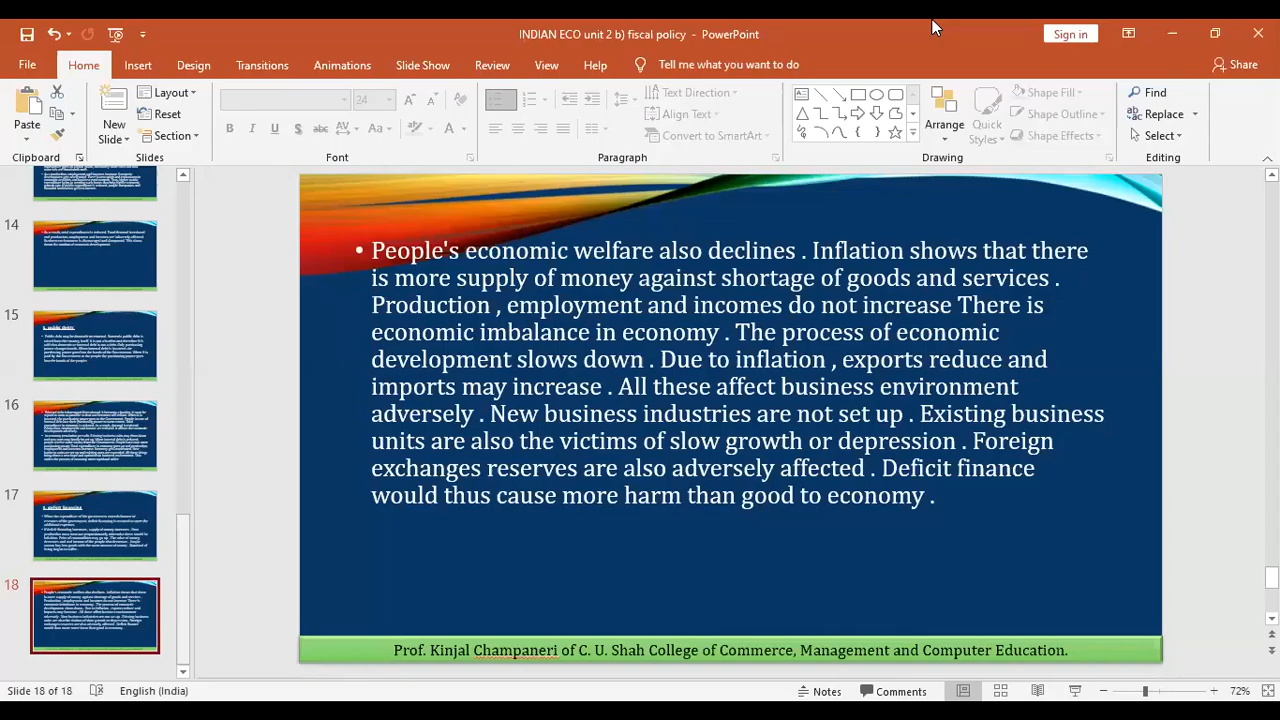 INDIAN ECO unit 2 b) fiscal policy - PowerPoint
Sign in
File Home Insert Design Transitions Animations Slide Show Review View Help Tell me what you want to do Share
Paste
Clipboard
New Slide
Layout
Reset
Section
Slides
24
B I U S abc AV Aa A
Font
Text Direction
Align Text
Convert to SmartArt
Paragraph
Arrange
Quick Styles
Shape Fill
Shape Outline
Shape Effects
Drawing
Find
Replace
Select
Editing
14
15
16
17
18
• People's economic welfare also declines . Inflation shows that there
is more supply of money against shortage of goods and services .
Production , employment and incomes do not increase There is
economic imbalance in economy . The process of economic
development slows down . Due to inflation , exports reduce and
imports may increase . All these affect business environment
adversely. New business industries are not set up . Existing business
units are also the victims of slow growth or depression . Foreign
exchanges reserves are also adversely affected . Deficit finance
would thus cause more harm than good to economy .
Prof. Kinjal Champaneri of C. U. Shah College of Commerce, Management and Computer Education.
Slide 18 of 18 English (India) Notes Comments 72%